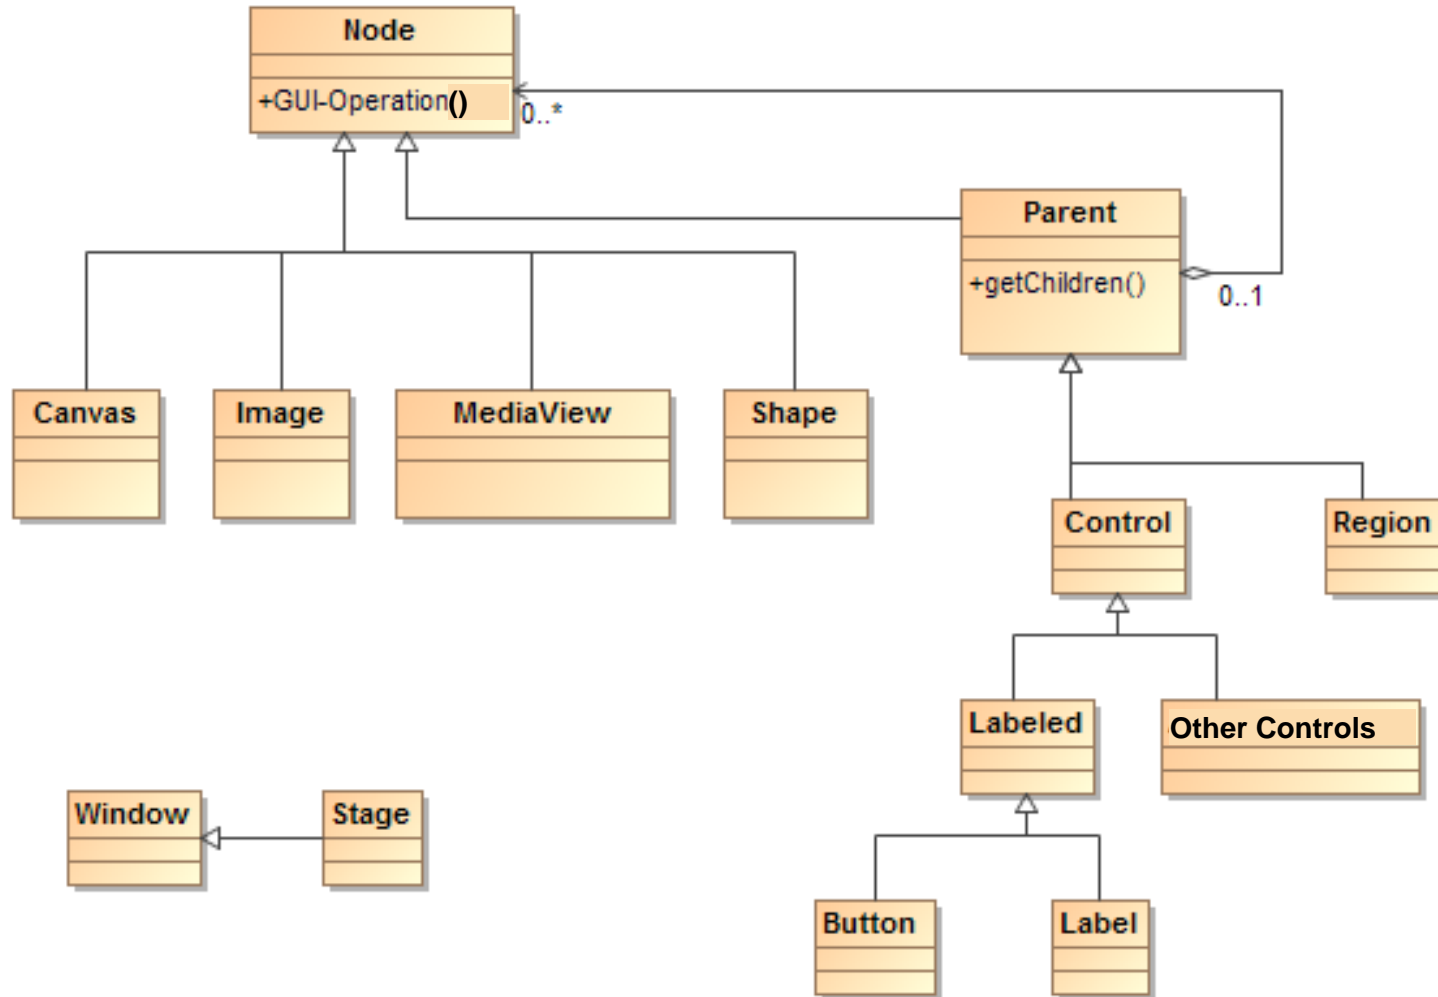 Node
+GUI-Operation()
0..*
Parent
+getChildren()
0..1
Canvas
Image
MediaView
Shape
Control
Region
Labeled
Other Controls
Window
Stage
Button
Label